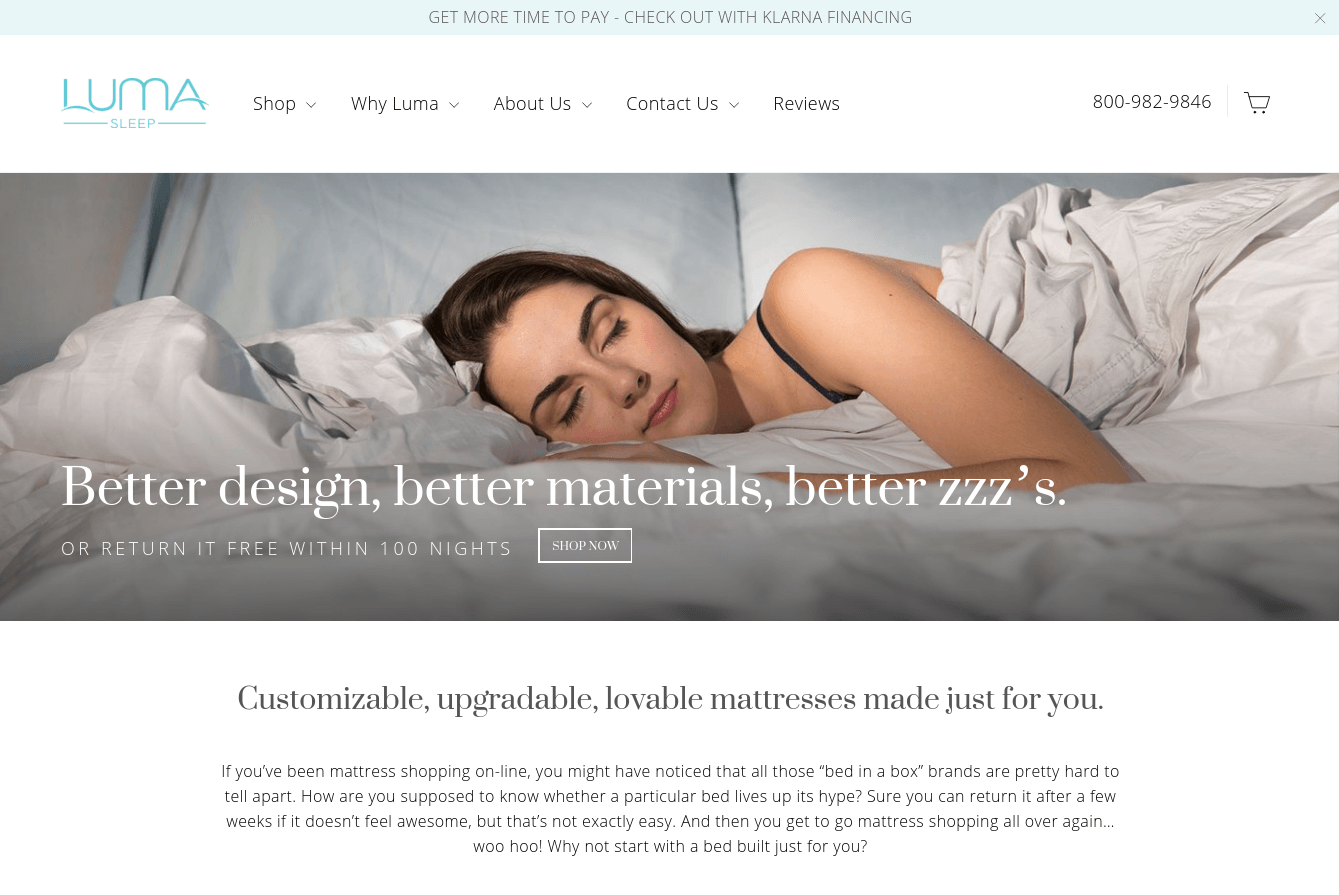 GET MORE TIME TO PAY - CHECK OUT WITH KLARNA FINANCING
LUMA
SLEEP
Shop
Why Luma
About Us
Contact Us
Reviews
800-982-9846
Better design, better materials, better zzz’s.
OR RETURN IT FREE WITHIN 100 NIGHTS
SHOP NOW
Customizable, upgradable, lovable mattresses made just for you.
If you’ve been mattress shopping on-line, you might have noticed that all those “bed in a box” brands are pretty hard to
tell apart. How are you supposed to know whether a particular bed lives up its hype? Sure you can return it after a few
weeks if it doesn’t feel awesome, but that’s not exactly easy. And then you get to go mattress shopping all over again…
woo hoo! Why not start with a bed built just for you?